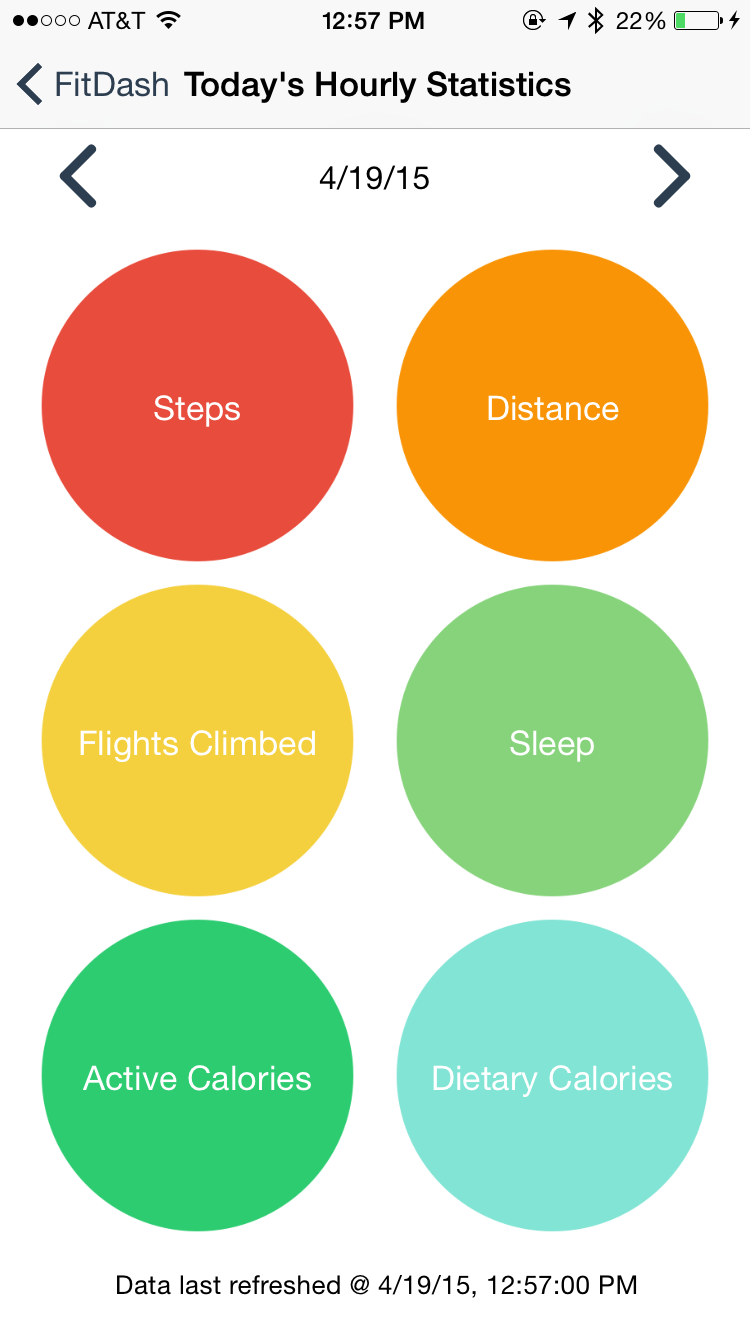 AT&T 12:57 PM 22%
FitDash Today's Hourly Statistics
4/19/15
Steps Distance
Flights Climbed Sleep
Active Calories Dietary Calories
Data last refreshed @ 4/19/15, 12:57:00 PM